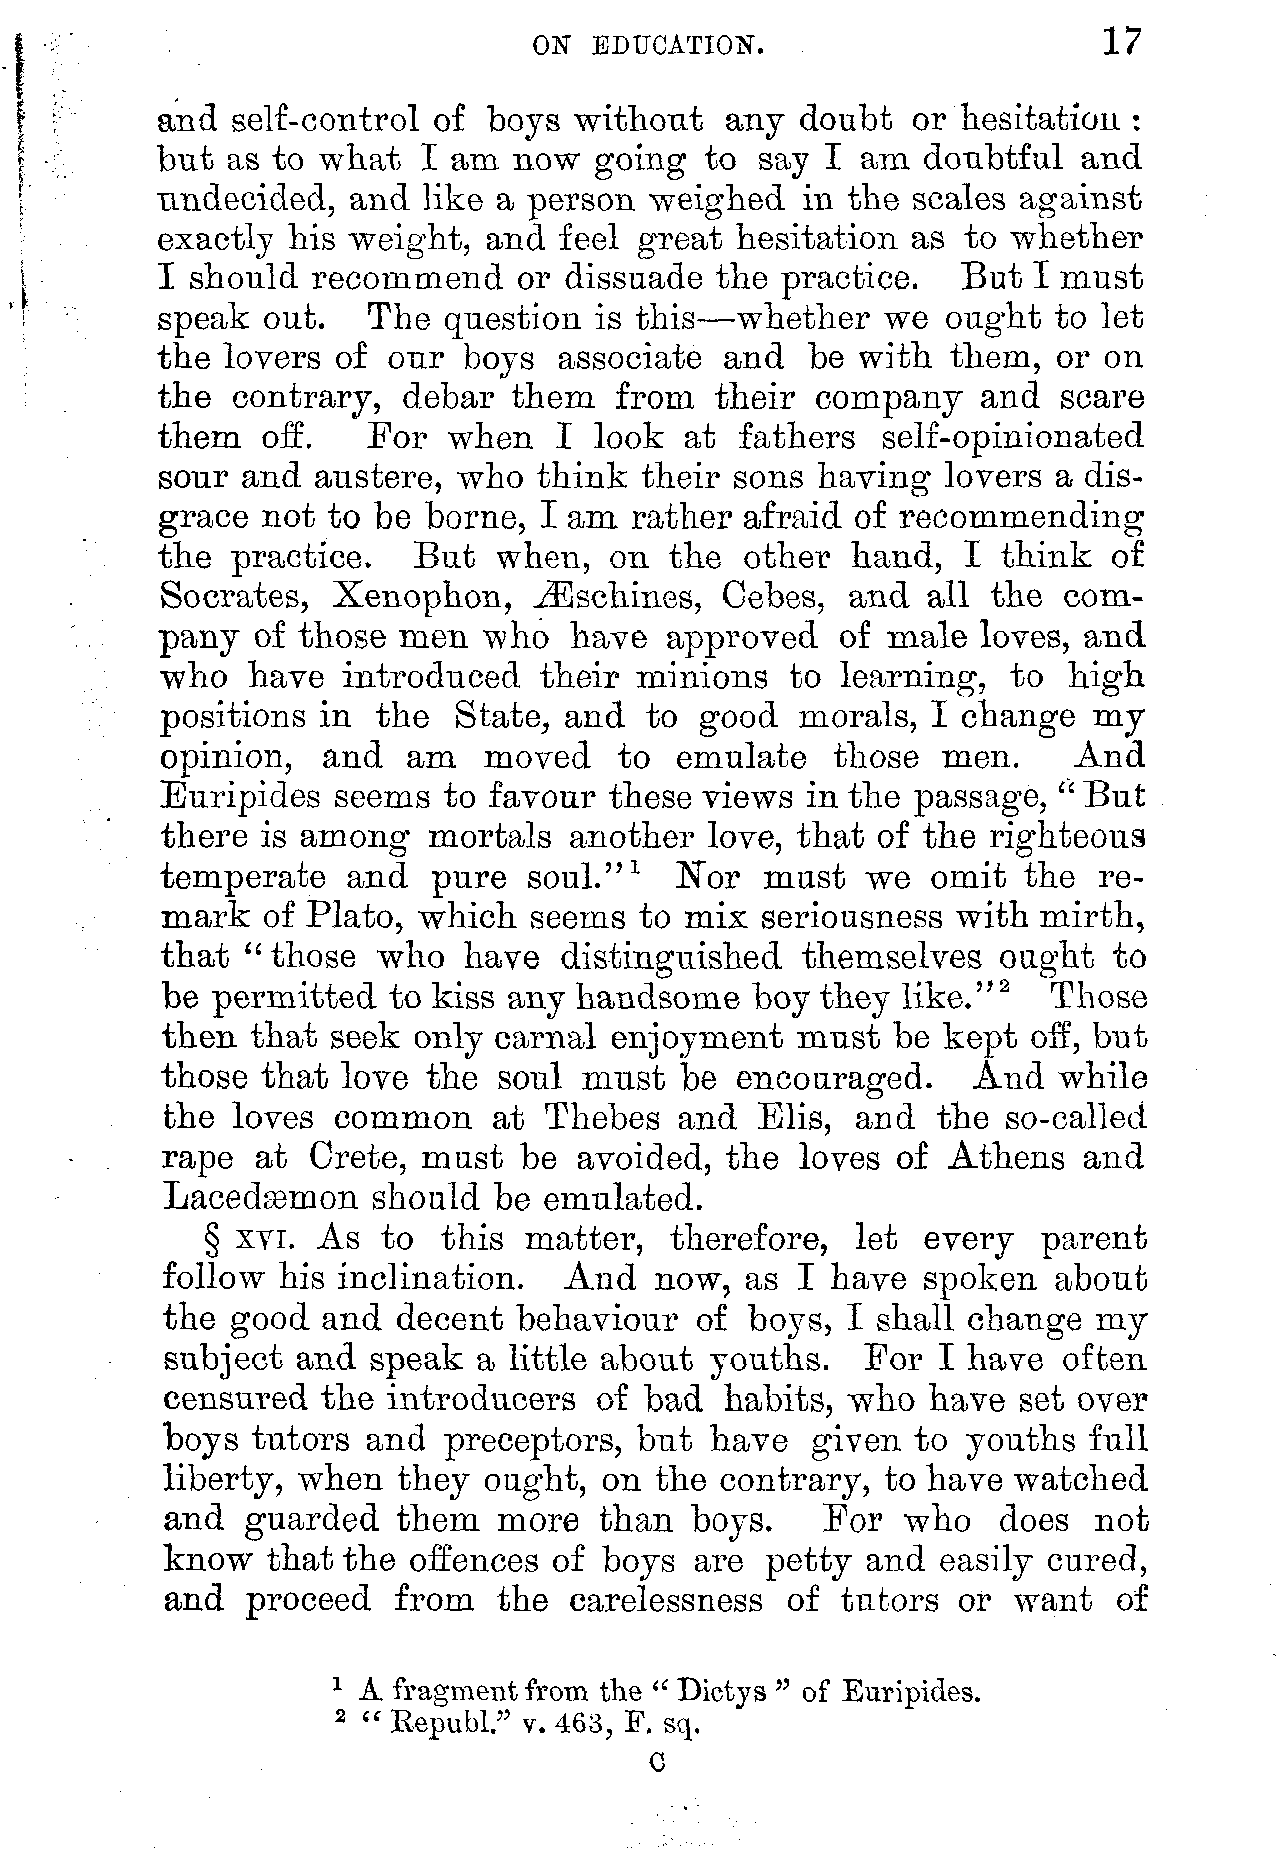 ON EDUCATION. 17
and self-control of boys without any doubt or hesitation :
but as to what I am now going to say I am doubtful and
undecided, and like a person weighed in the scales against
exactly his weight, and feel great hesitation as to whether
I should recommend or dissuade the practice. But I must
speak out. The question is this—whether we ought to let
the lovers of our boys associate and be with them, or on
the contrary, debar them from their company and scare
them off. For when I look at fathers self-opinionated
sour and austere, who think their sons having lovers a dis-
grace not to be borne, I am rather afraid of recommending
the practice. But when, on the other hand, I think of
Socrates, Xenophon, Æschines, Cebes, and all the com-
pany of those men who have approved of male loves, and
who have introduced their minions to learning, to high
positions in the State, and to good morals, I change my
opinion, and am moved to emulate those men. And
Euripides seems to favour these views in the passage, “But
there is among mortals another love, that of the righteous
temperate and pure soul.”¹ Nor must we omit the re-
mark of Plato, which seems to mix seriousness with mirth,
that “those who have distinguished themselves ought to
be permitted to kiss any handsome boy they like.”² Those
then that seek only carnal enjoyment must be kept off, but
those that love the soul must be encouraged. And while
the loves common at Thebes and Elis, and the so-called
rape at Crete, must be avoided, the loves of Athens and
Lacedæmon should be emulated.
§ XVI. As to this matter, therefore, let every parent
follow his inclination. And now, as I have spoken about
the good and decent behaviour of boys, I shall change my
subject and speak a little about youths. For I have often
censured the introducers of bad habits, who have set over
boys tutors and preceptors, but have given to youths full
liberty, when they ought, on the contrary, to have watched
and guarded them more than boys. For who does not
know that the offences of boys are petty and easily cured,
and proceed from the carelessness of tutors or want of
¹ A fragment from the “Dictys” of Euripides.
² “Republ.” v. 463, F. sq.
C